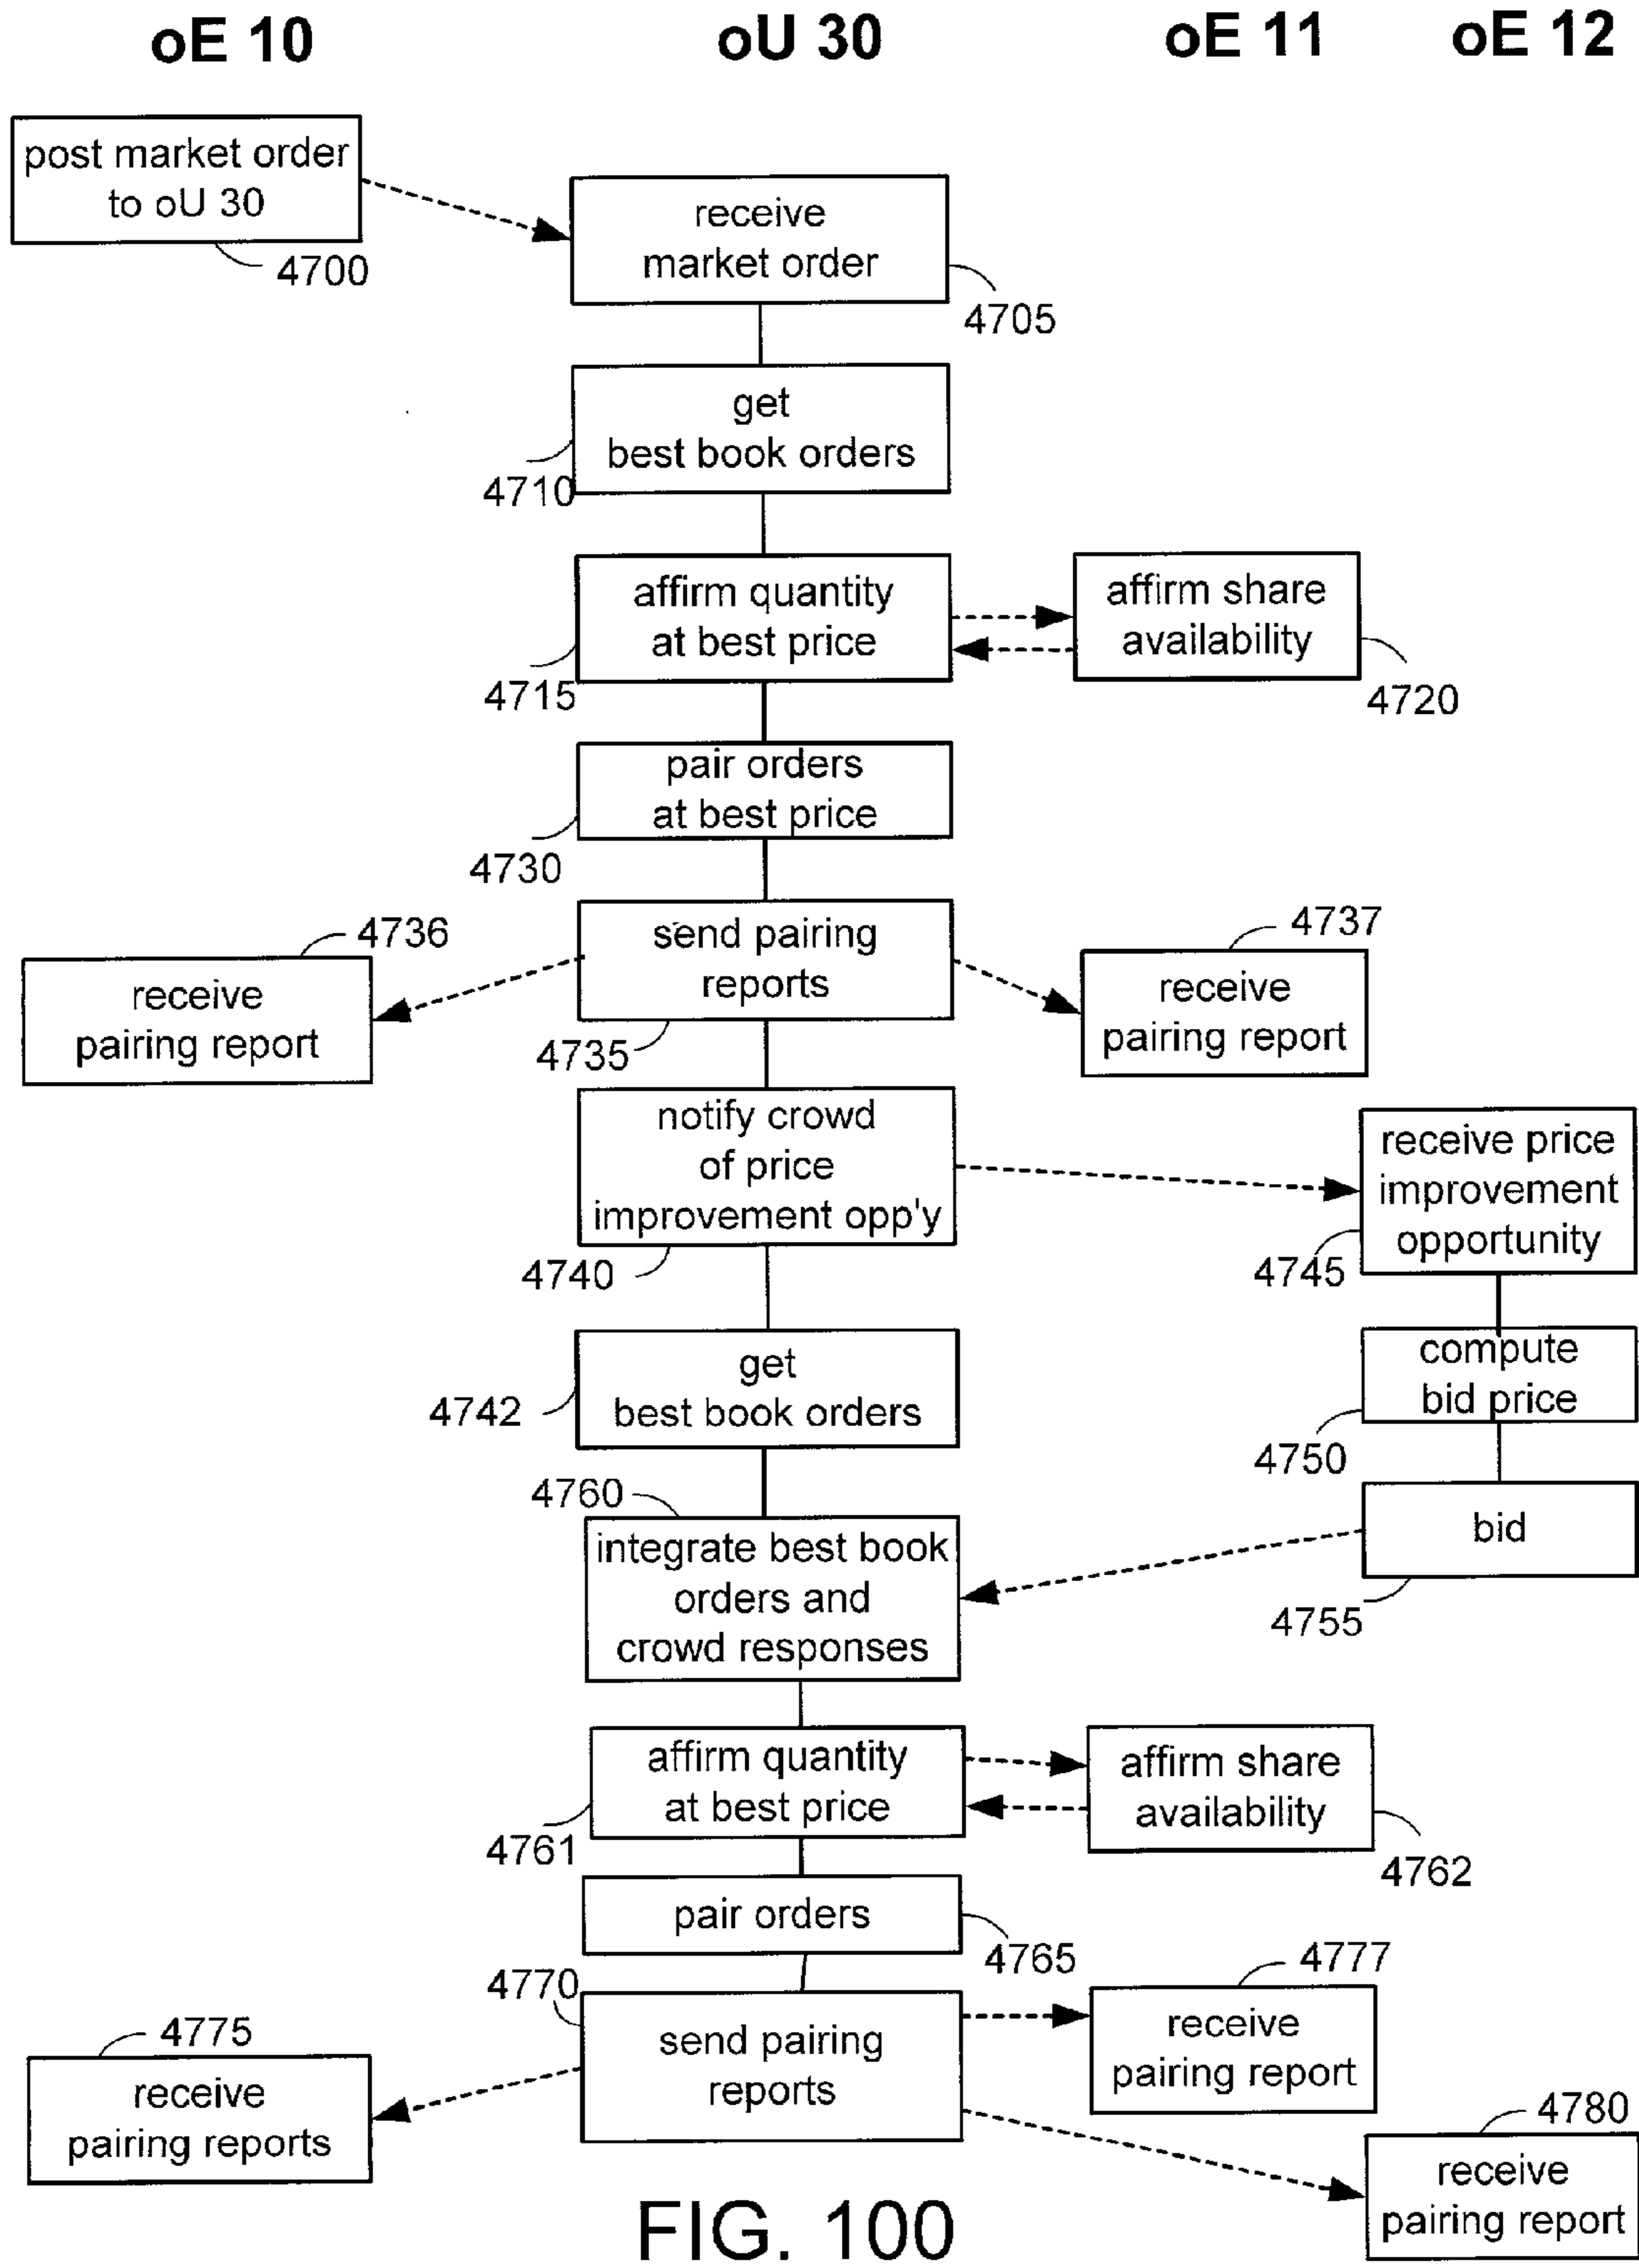 oE 10 oU 30 oE 11 oE 12
post market order
to oU 30
4700
receive
market order
4705
get
best book orders
4710
affirm quantity
at best price
4715
affirm share
availability
4720
pair orders
at best price
4730
send pairing
reports
4735
4736
receive
pairing report
4737
receive
pairing report
notify crowd
of price
improvement opp'y
4740
receive price
improvement
opportunity
4745
get
best book orders
4742
compute
bid price
4750
bid
4755
4760
integrate best book
orders and
crowd responses
affirm quantity
at best price
4761
affirm share
availability
4762
pair orders
4765
4770
send pairing
reports
4777
receive
pairing report
4775
receive
pairing reports
4780
receive
pairing report
FIG. 100